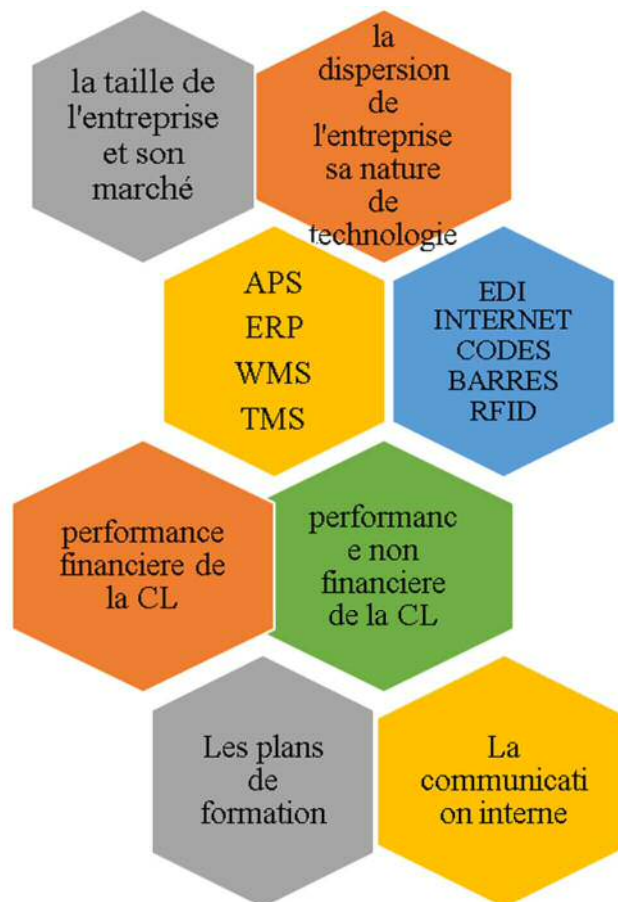 la taille de
l'entreprise
et son
marché
la
dispersion
de
l'entreprise
sa nature
de
technologie
APS
ERP
WMS
TMS
EDI
INTERNET
CODES
BARRES
RFID
performance
financiere de
la CL
performanc
e non
financiere
de la CL
Les plans
de
formation
La
communicati
on interne